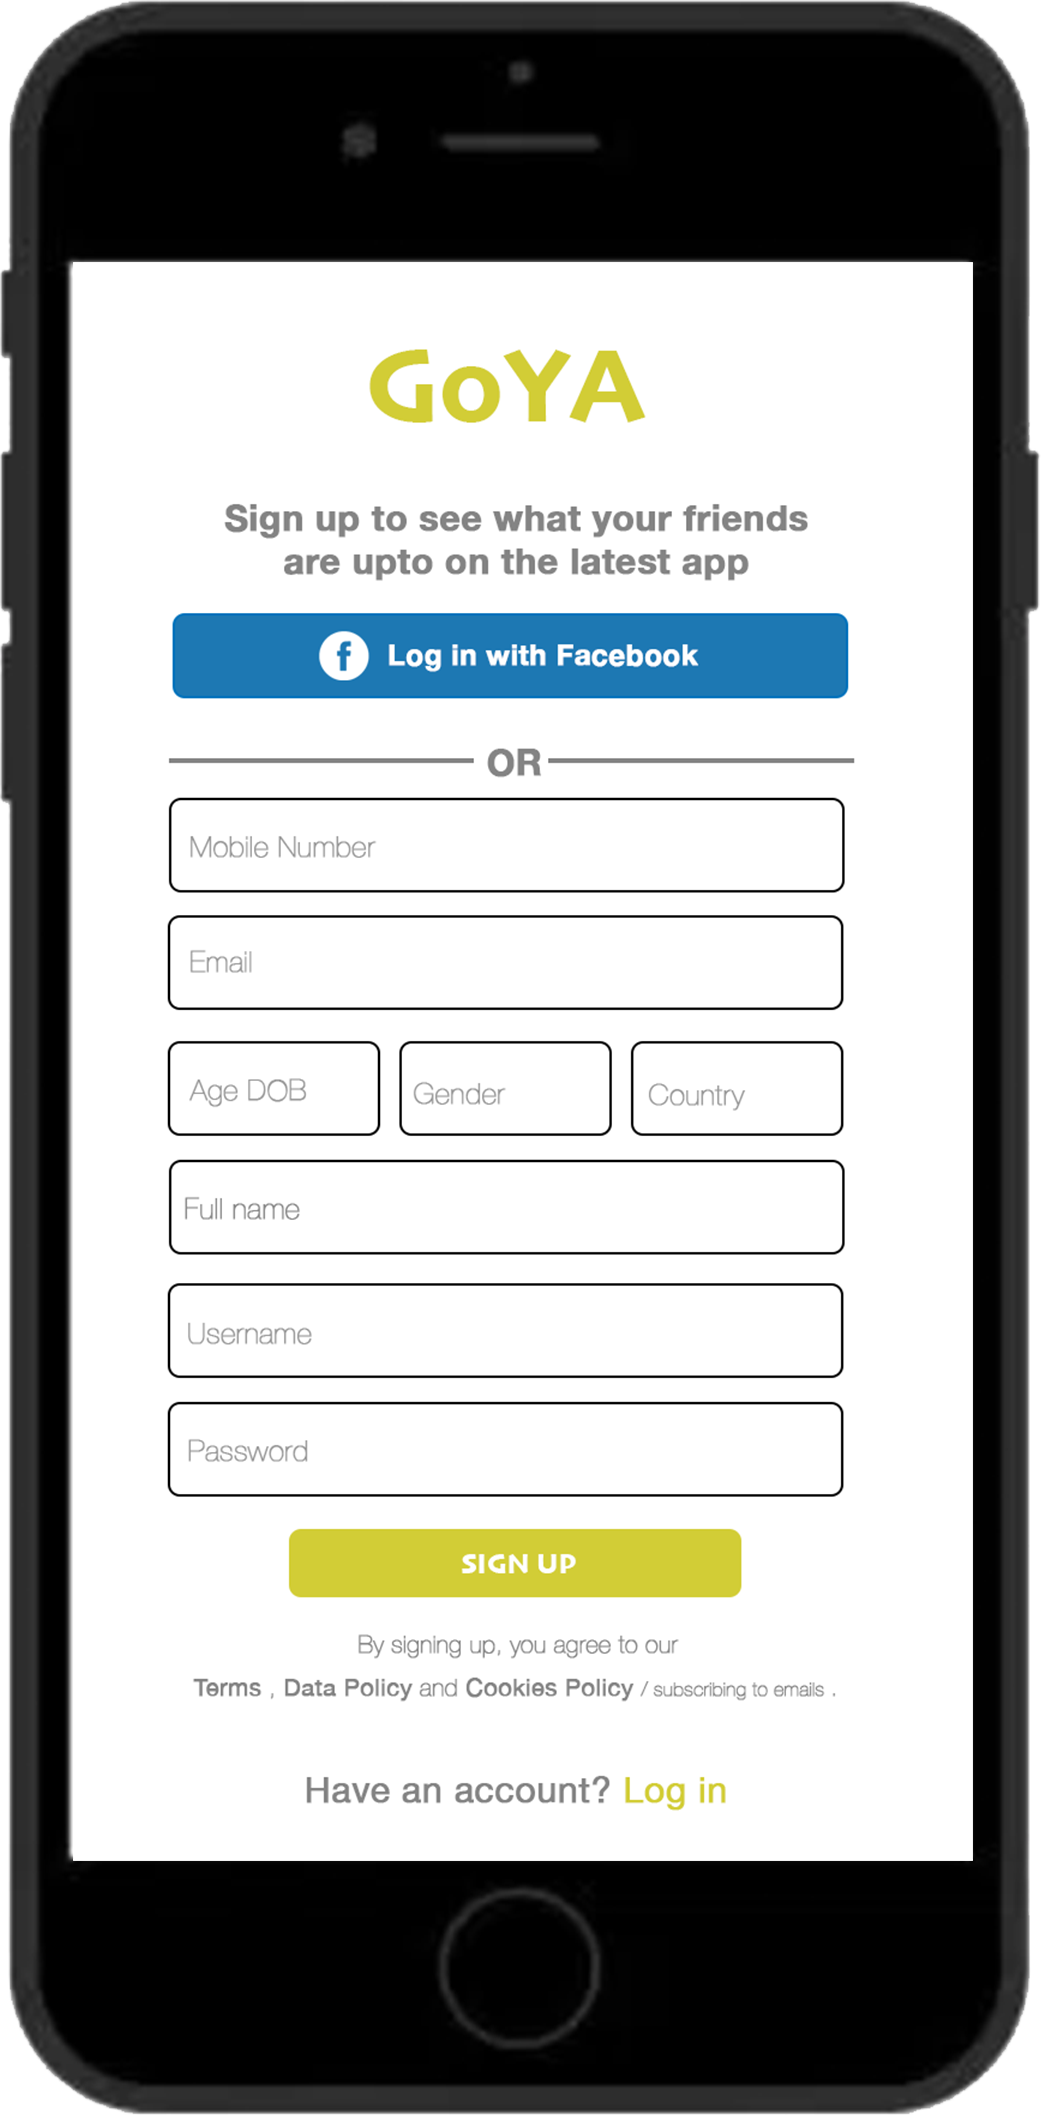 GoYA
Sign up to see what your friends
are upto on the latest app
f Log in with Facebook
OR
Mobile Number
Email
Age DOB Gender Country
Full name
Username
Password
SIGN UP
By signing up, you agree to our
Terms , Data Policy and Cookies Policy / subscribing to emails .
Have an account? Log in